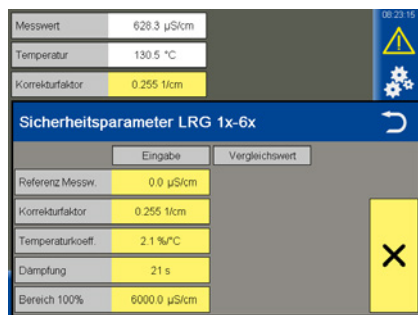 08:23:15
Messwert 628.3 µS/cm
Temperatur 130.5 °C
Korrekturfaktor 0.255 1/cm
Sicherheitsparameter LRG 1x-6x
Eingabe Vergleichswert
Referenz Messw. 0.0 µS/cm
Korrekturfaktor 0.255 1/cm
Temperaturkoeff. 2.1 %/°C
Dämpfung 21 s
Bereich 100% 6000.0 µS/cm